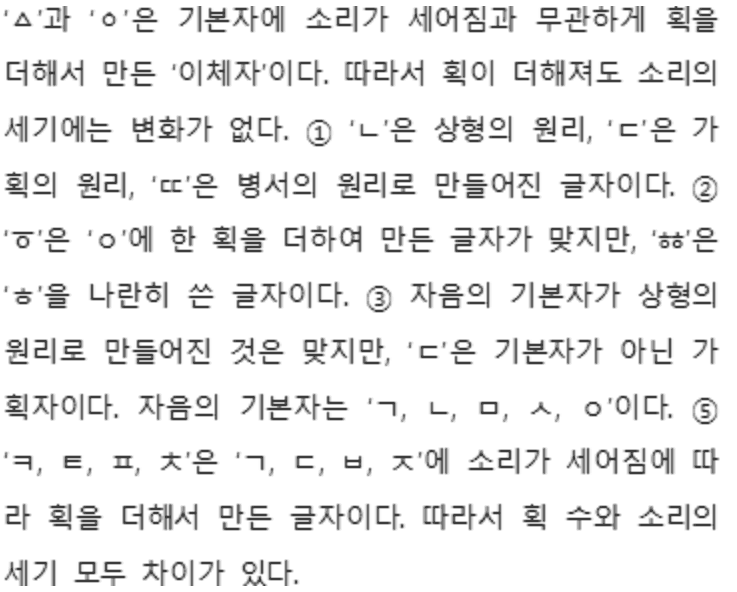 ‘ㅿ’과 ‘ㆁ’은 기본자에 소리가 세어짐과 무관하게 획을
더해서 만든 ‘이체자’이다. 따라서 획이 더해져도 소리의
세기에는 변화가 없다. ① ‘ㄴ’은 상형의 원리, ‘ㄷ’은 가
획의 원리, ‘ㄸ’은 병서의 원리로 만들어진 글자이다. ②
‘ㆆ’은 ‘ㅇ’에 한 획을 더하여 만든 글자가 맞지만, ‘ㆅ’은
‘ㅎ’을 나란히 쓴 글자이다. ③ 자음의 기본자가 상형의
원리로 만들어진 것은 맞지만, ‘ㄷ’은 기본자가 아닌 가
획자이다. 자음의 기본자는 ‘ㄱ, ㄴ, ㅁ, ㅅ, ㅇ’이다. ⑤
‘ㅋ, ㅌ, ㅍ, ㅊ’은 ‘ㄱ, ㄷ, ㅂ, ㅈ’에 소리가 세어짐에 따
라 획을 더해서 만든 글자이다. 따라서 획 수와 소리의
세기 모두 차이가 있다.